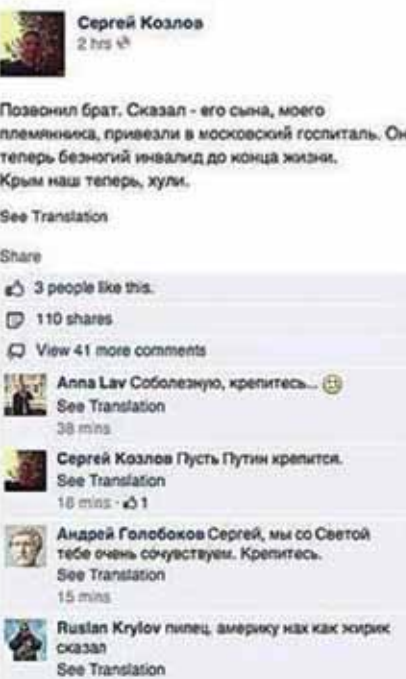 Сергей Козлов
2 hrs
Позвонил брат. Сказал - его сына, моего
племянника, привезли в московский госпиталь. Он
теперь безногий инвалид до конца жизни.
Крым наш теперь, хули.
See Translation
Share
3 people like this.
110 shares
View 41 more comments
Anna Lav Соболезную, крепитесь...
See Translation
38 mins
Сергей Козлов Пусть Путин крепится.
See Translation
18 mins · 1
Андрей Голобоков Сергей, мы со Светой
тебе очень сочувствуем. Крепитесь.
See Translation
15 mins
Ruslan Krylov пипец, америку нах как жирик
сказал
See Translation